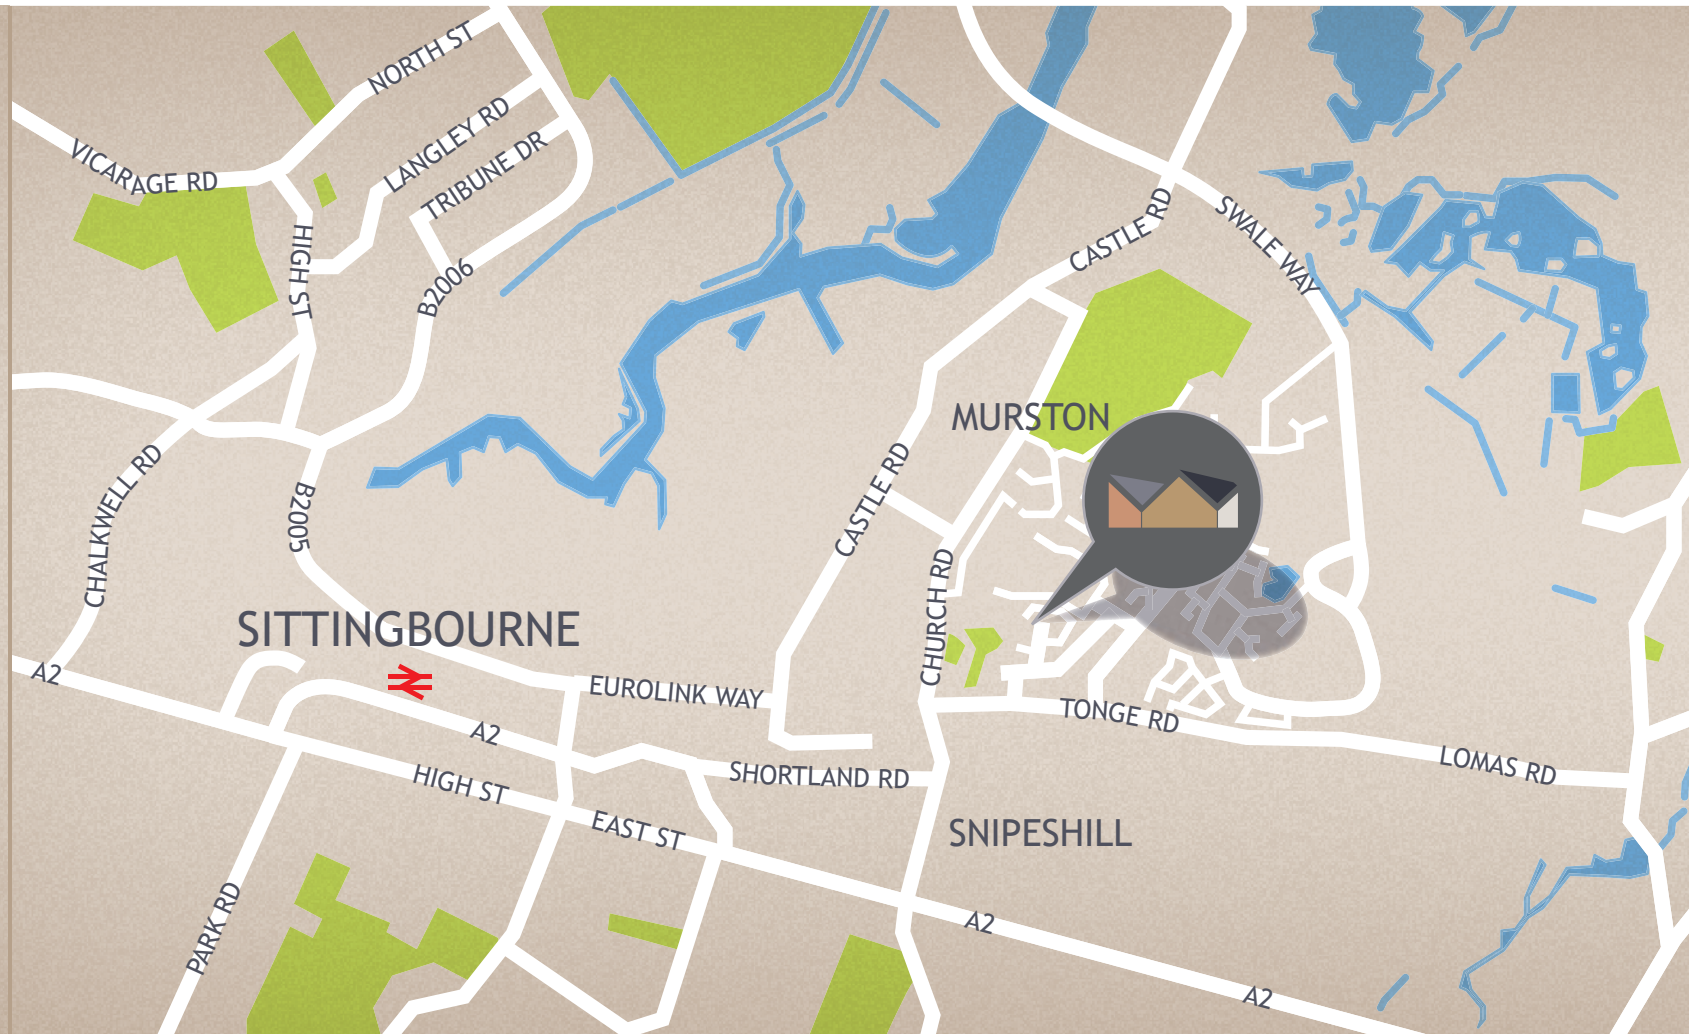 NORTH ST
LANGLEY RD
VICARAGE RD
TRIBUNE DR
HIGH ST
B2006
CASTLE RD
SWALE WAY
MURSTON
CHALKWELL RD
B2005
CASTLE RD
CHURCH RD
SITTINGBOURNE
A2
EUROLINK WAY
TONGE RD
A2
HIGH ST
SHORTLAND RD
LOMAS RD
EAST ST
SNIPESHILL
PARK RD
A2
A2